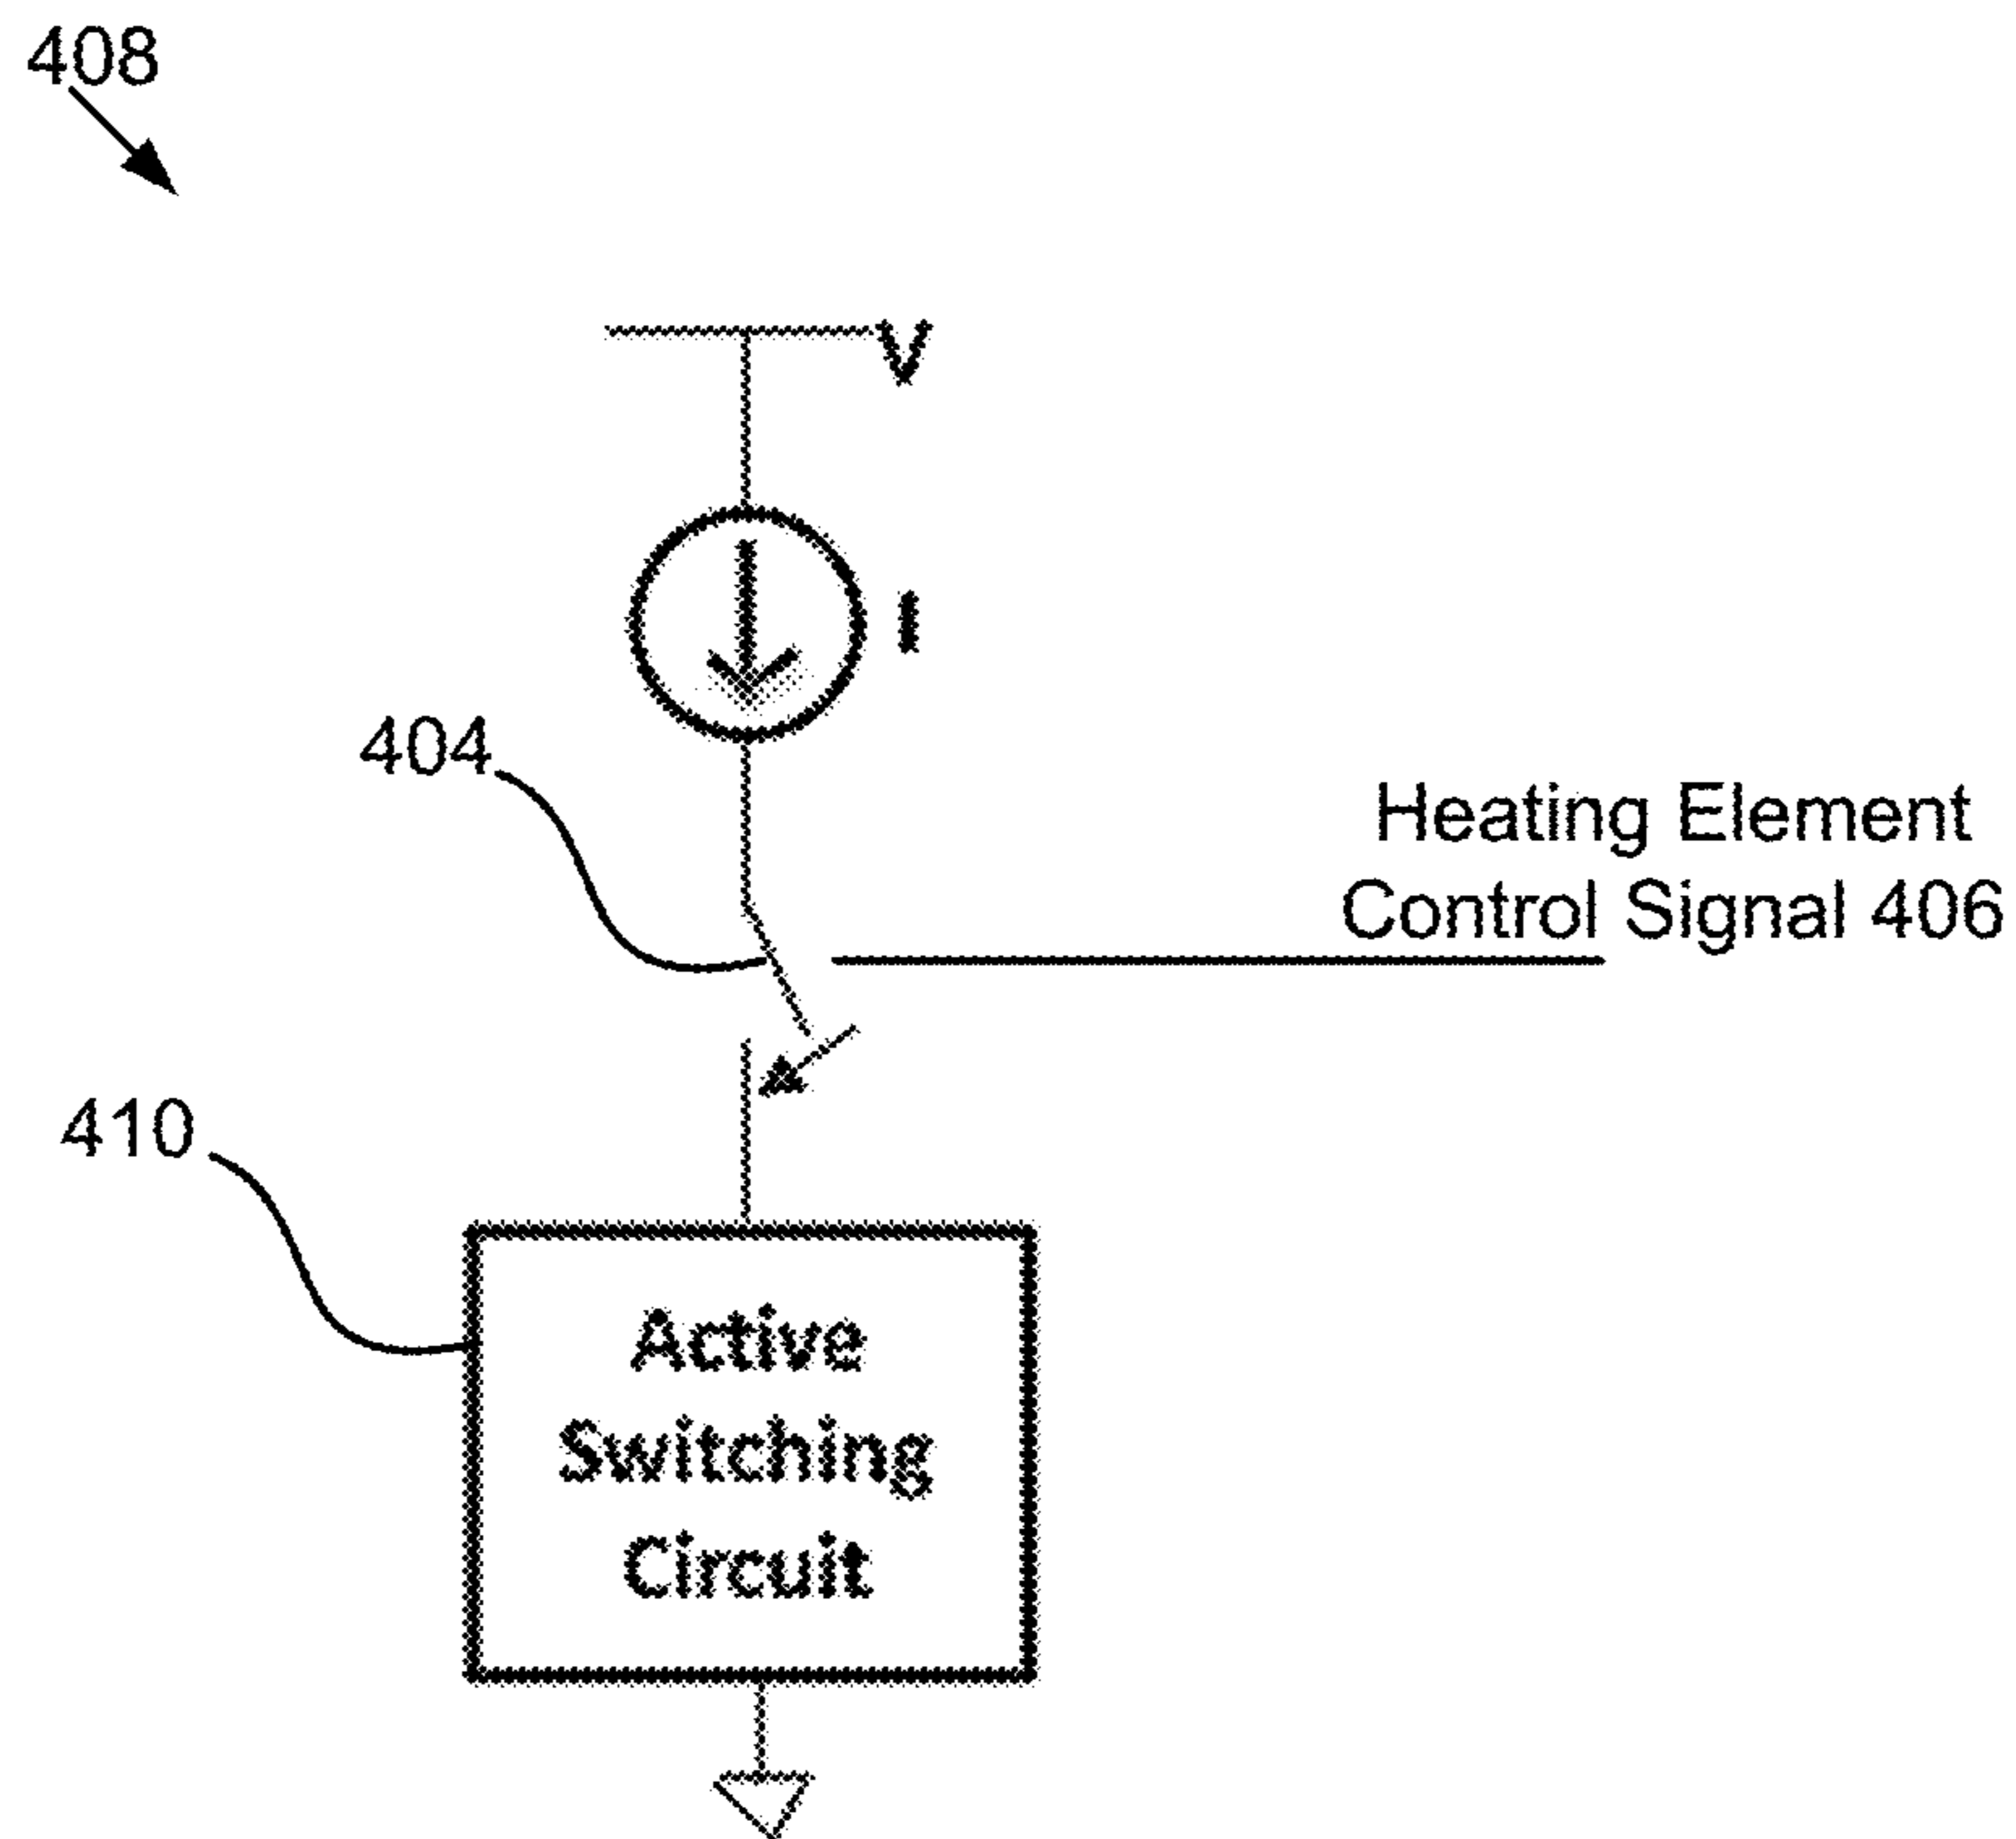 408
V
I
404
Heating Element
Control Signal 406
410
Active
Switching
Circuit